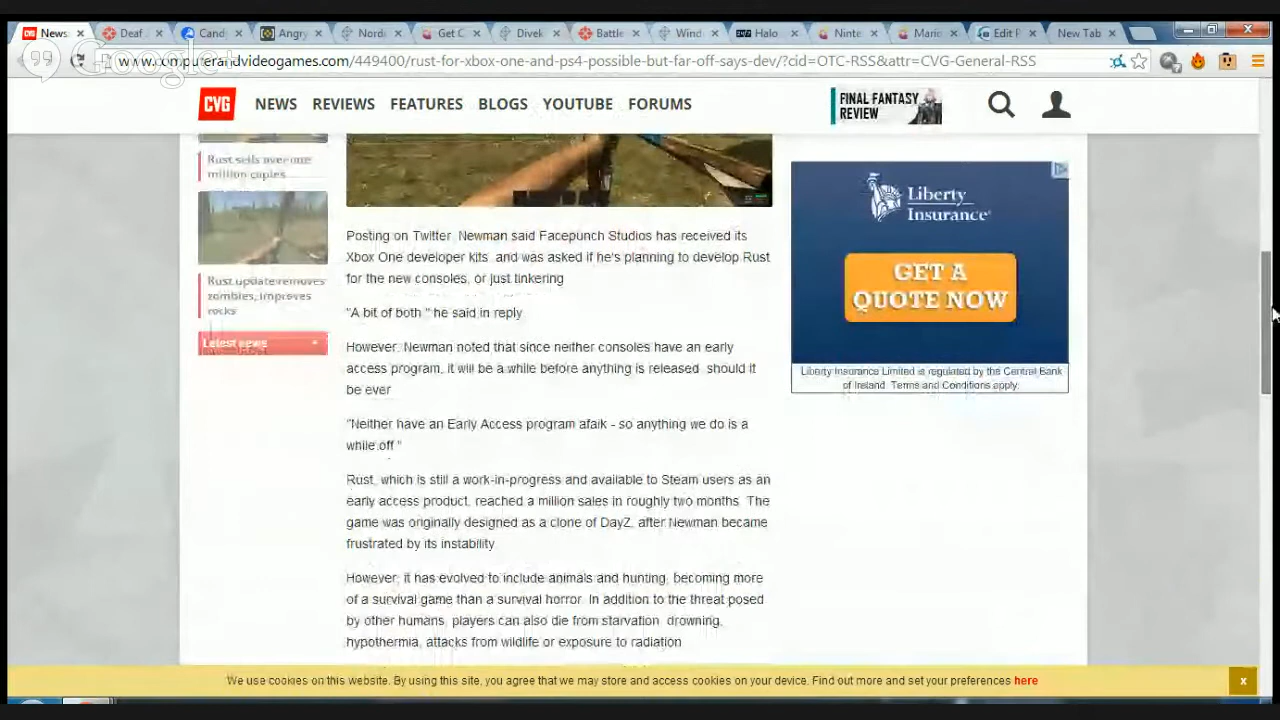 News
Deaf
Candy
Angry
Nordi
Get C
Divek
Battle
Wind
Halo
Ninte
Mario
Edit P
New Tab
Google+
www.computerandvideogames.com/449400/rust-for-xbox-one-and-ps4-possible-but-far-off-says-dev/?cid=OTC-RSS&attr=CVG-General-RSS
CVG
NEWS
REVIEWS
FEATURES
BLOGS
YOUTUBE
FORUMS
FINAL FANTASY
REVIEW
Rust sells over one
million copies
Rust update removes
zombies, improves
rocks
Latest news
Posting on Twitter, Newman said Facepunch Studios has received its
Xbox One developer kits, and was asked if he's planning to develop Rust
for the new consoles, or just tinkering.
"A bit of both," he said in reply.
However, Newman noted that since neither consoles have an early
access program, it will be a while before anything is released, should it
be ever.
"Neither have an Early Access program afaik - so anything we do is a
while off."
Rust, which is still a work-in-progress and available to Steam users as an
early access product, reached a million sales in roughly two months. The
game was originally designed as a clone of DayZ, after Newman became
frustrated by its instability.
However, it has evolved to include animals and hunting, becoming more
of a survival game than a survival horror. In addition to the threat posed
by other humans, players can also die from starvation, drowning,
hypothermia, attacks from wildlife or exposure to radiation.
Liberty
Insurance
GET A
QUOTE NOW
Liberty Insurance Limited is regulated by the Central Bank
of Ireland. Terms and Conditions apply.
We use cookies on this website. By using this site, you agree that we may store and access cookies on your device. Find out more and set your preferences here
x